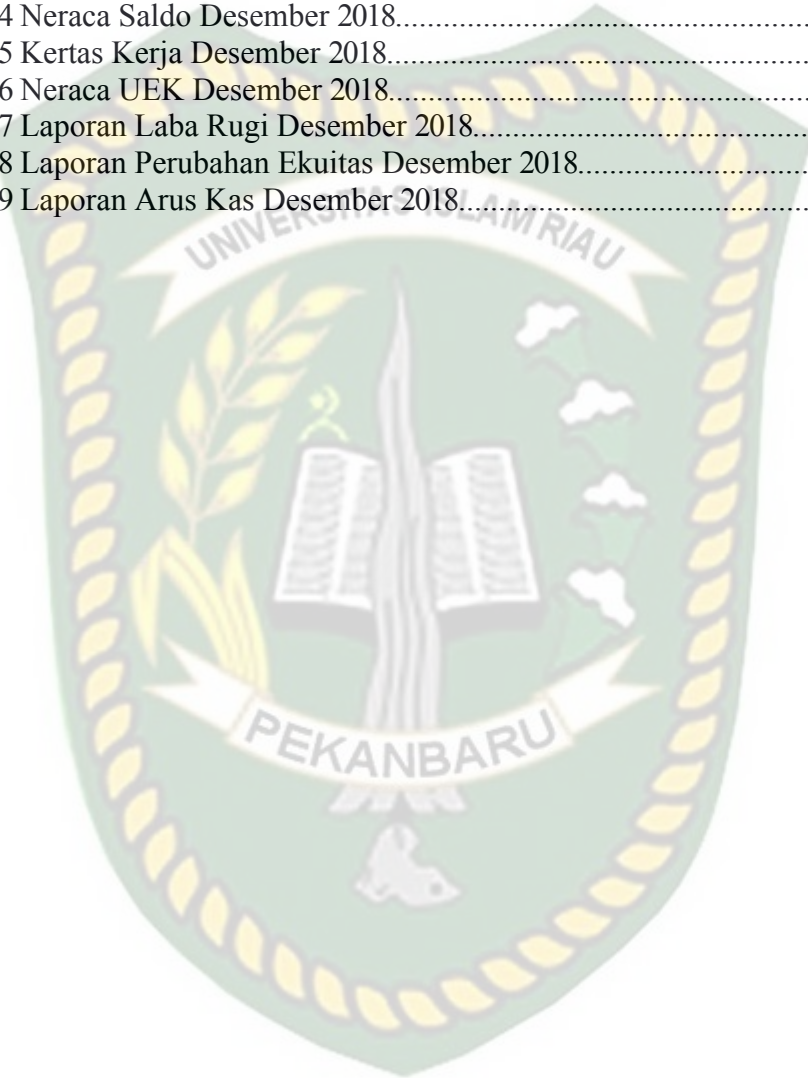 4 Neraca Saldo Desember 2018..................................................
5 Kertas Kerja Desember 2018..................................................
6 Neraca UEK Desember 2018..................................................
7 Laporan Laba Rugi Desember 2018..........................................
8 Laporan Perubahan Ekuitas Desember 2018.............................
9 Laporan Arus Kas Desember 2018............................................
UNIVERSITAS ISLAM RIAU
PEKANBARU